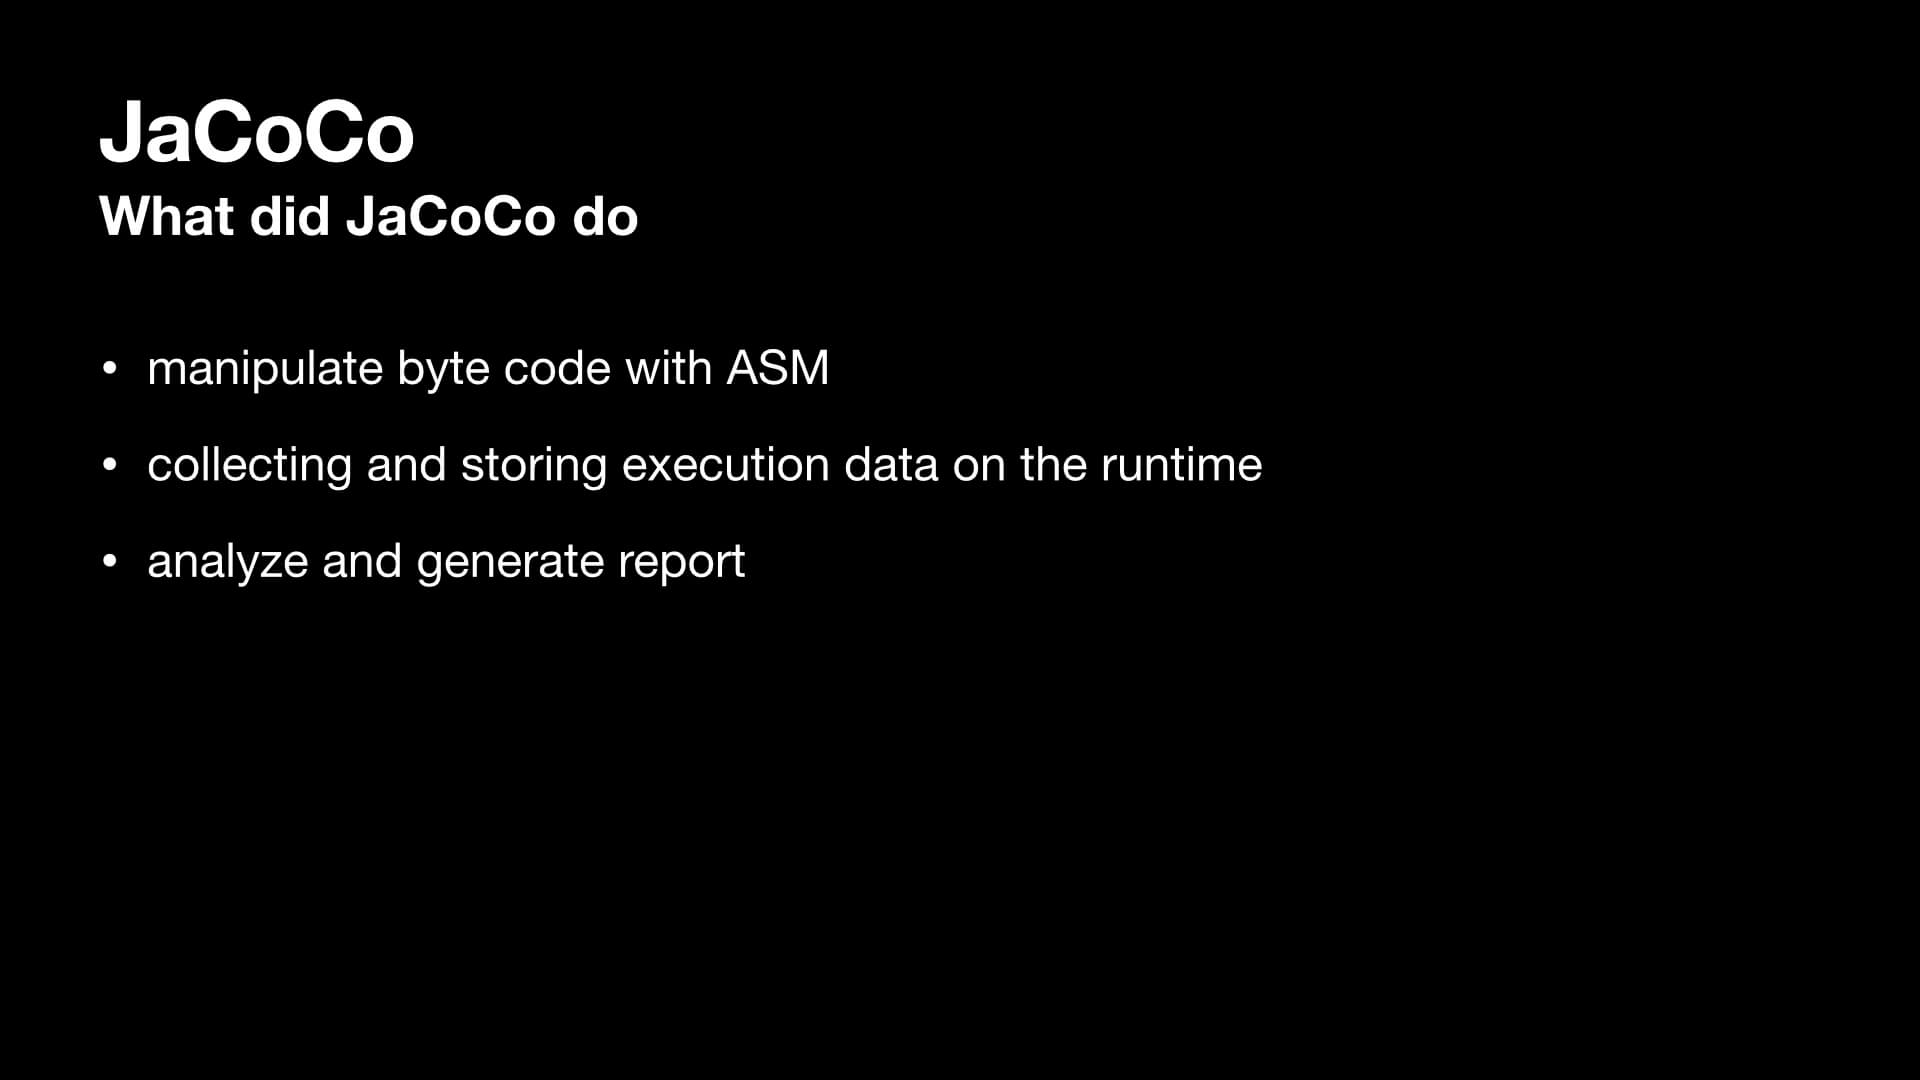 JaCoCo
What did JaCoCo do
• manipulate byte code with ASM
• collecting and storing execution data on the runtime
• analyze and generate report